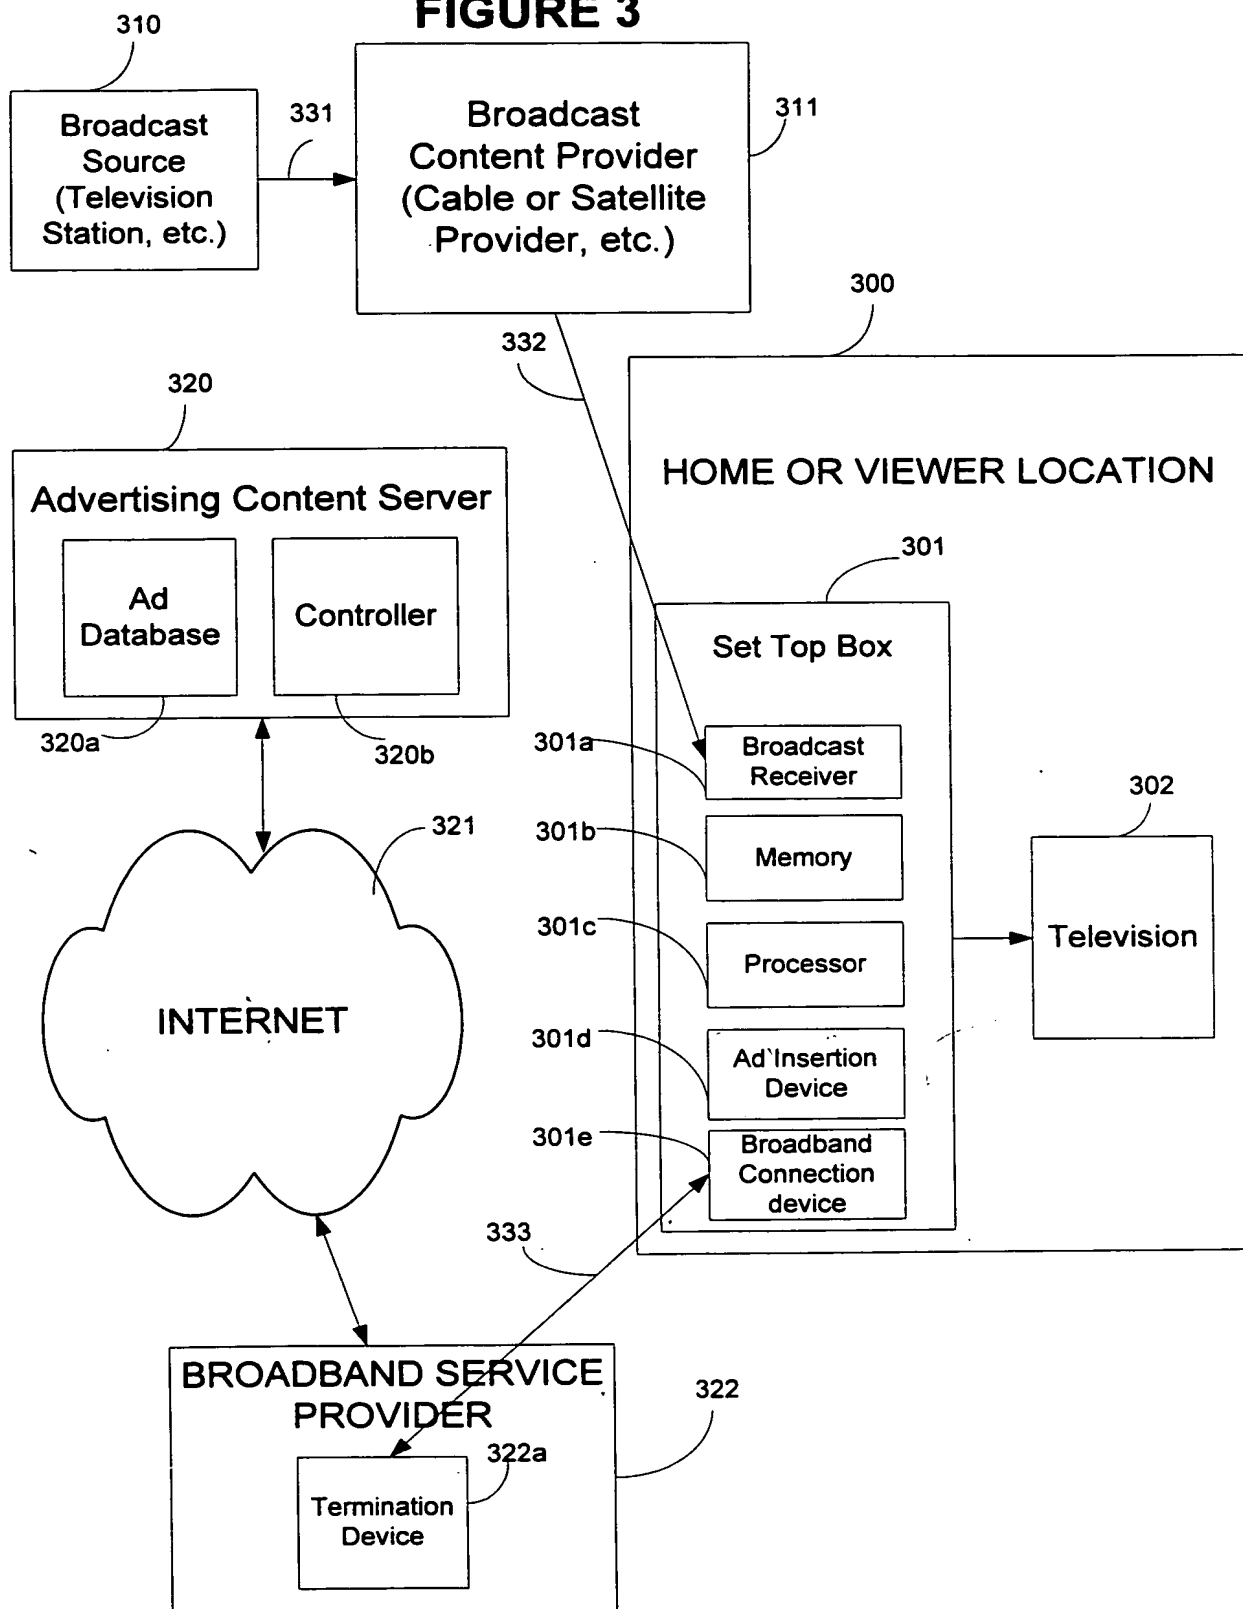 FIGURE 3
310
Broadcast
Source
(Television
Station, etc.)
331
Broadcast
Content Provider
(Cable or Satellite
Provider, etc.)
311
332
300
HOME OR VIEWER LOCATION
320
Advertising Content Server
Ad
Database
Controller
320a
320b
301
Set Top Box
301a
Broadcast
Receiver
301b
Memory
301c
Processor
301d
Ad Insertion
Device
301e
Broadband
Connection
device
302
Television
321
INTERNET
333
BROADBAND SERVICE
PROVIDER
322
322a
Termination
Device